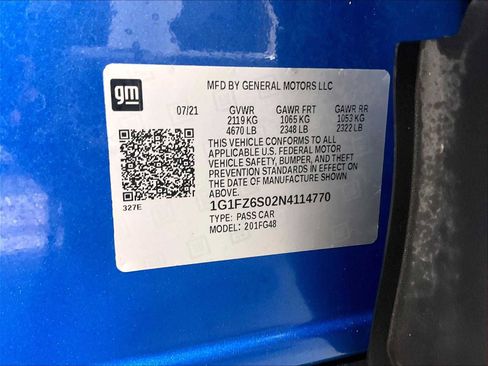 gm
MFD BY GENERAL MOTORS LLC
07/21 GVWR GAWR FRT GAWR RR
2119 KG 1065 KG 1053 KG
4670 LB 2348 LB 2322 LB
THIS VEHICLE CONFORMS TO ALL
APPLICABLE U.S. FEDERAL MOTOR
VEHICLE SAFETY, BUMPER, AND THEFT
PREVENTION STANDARDS IN EFFECT ON
THE DATE OF MANUFACTURE SHOWN
ABOVE.
327E
1G1FZ6S02N4114770
TYPE: PASS CAR
MODEL: 201FG48